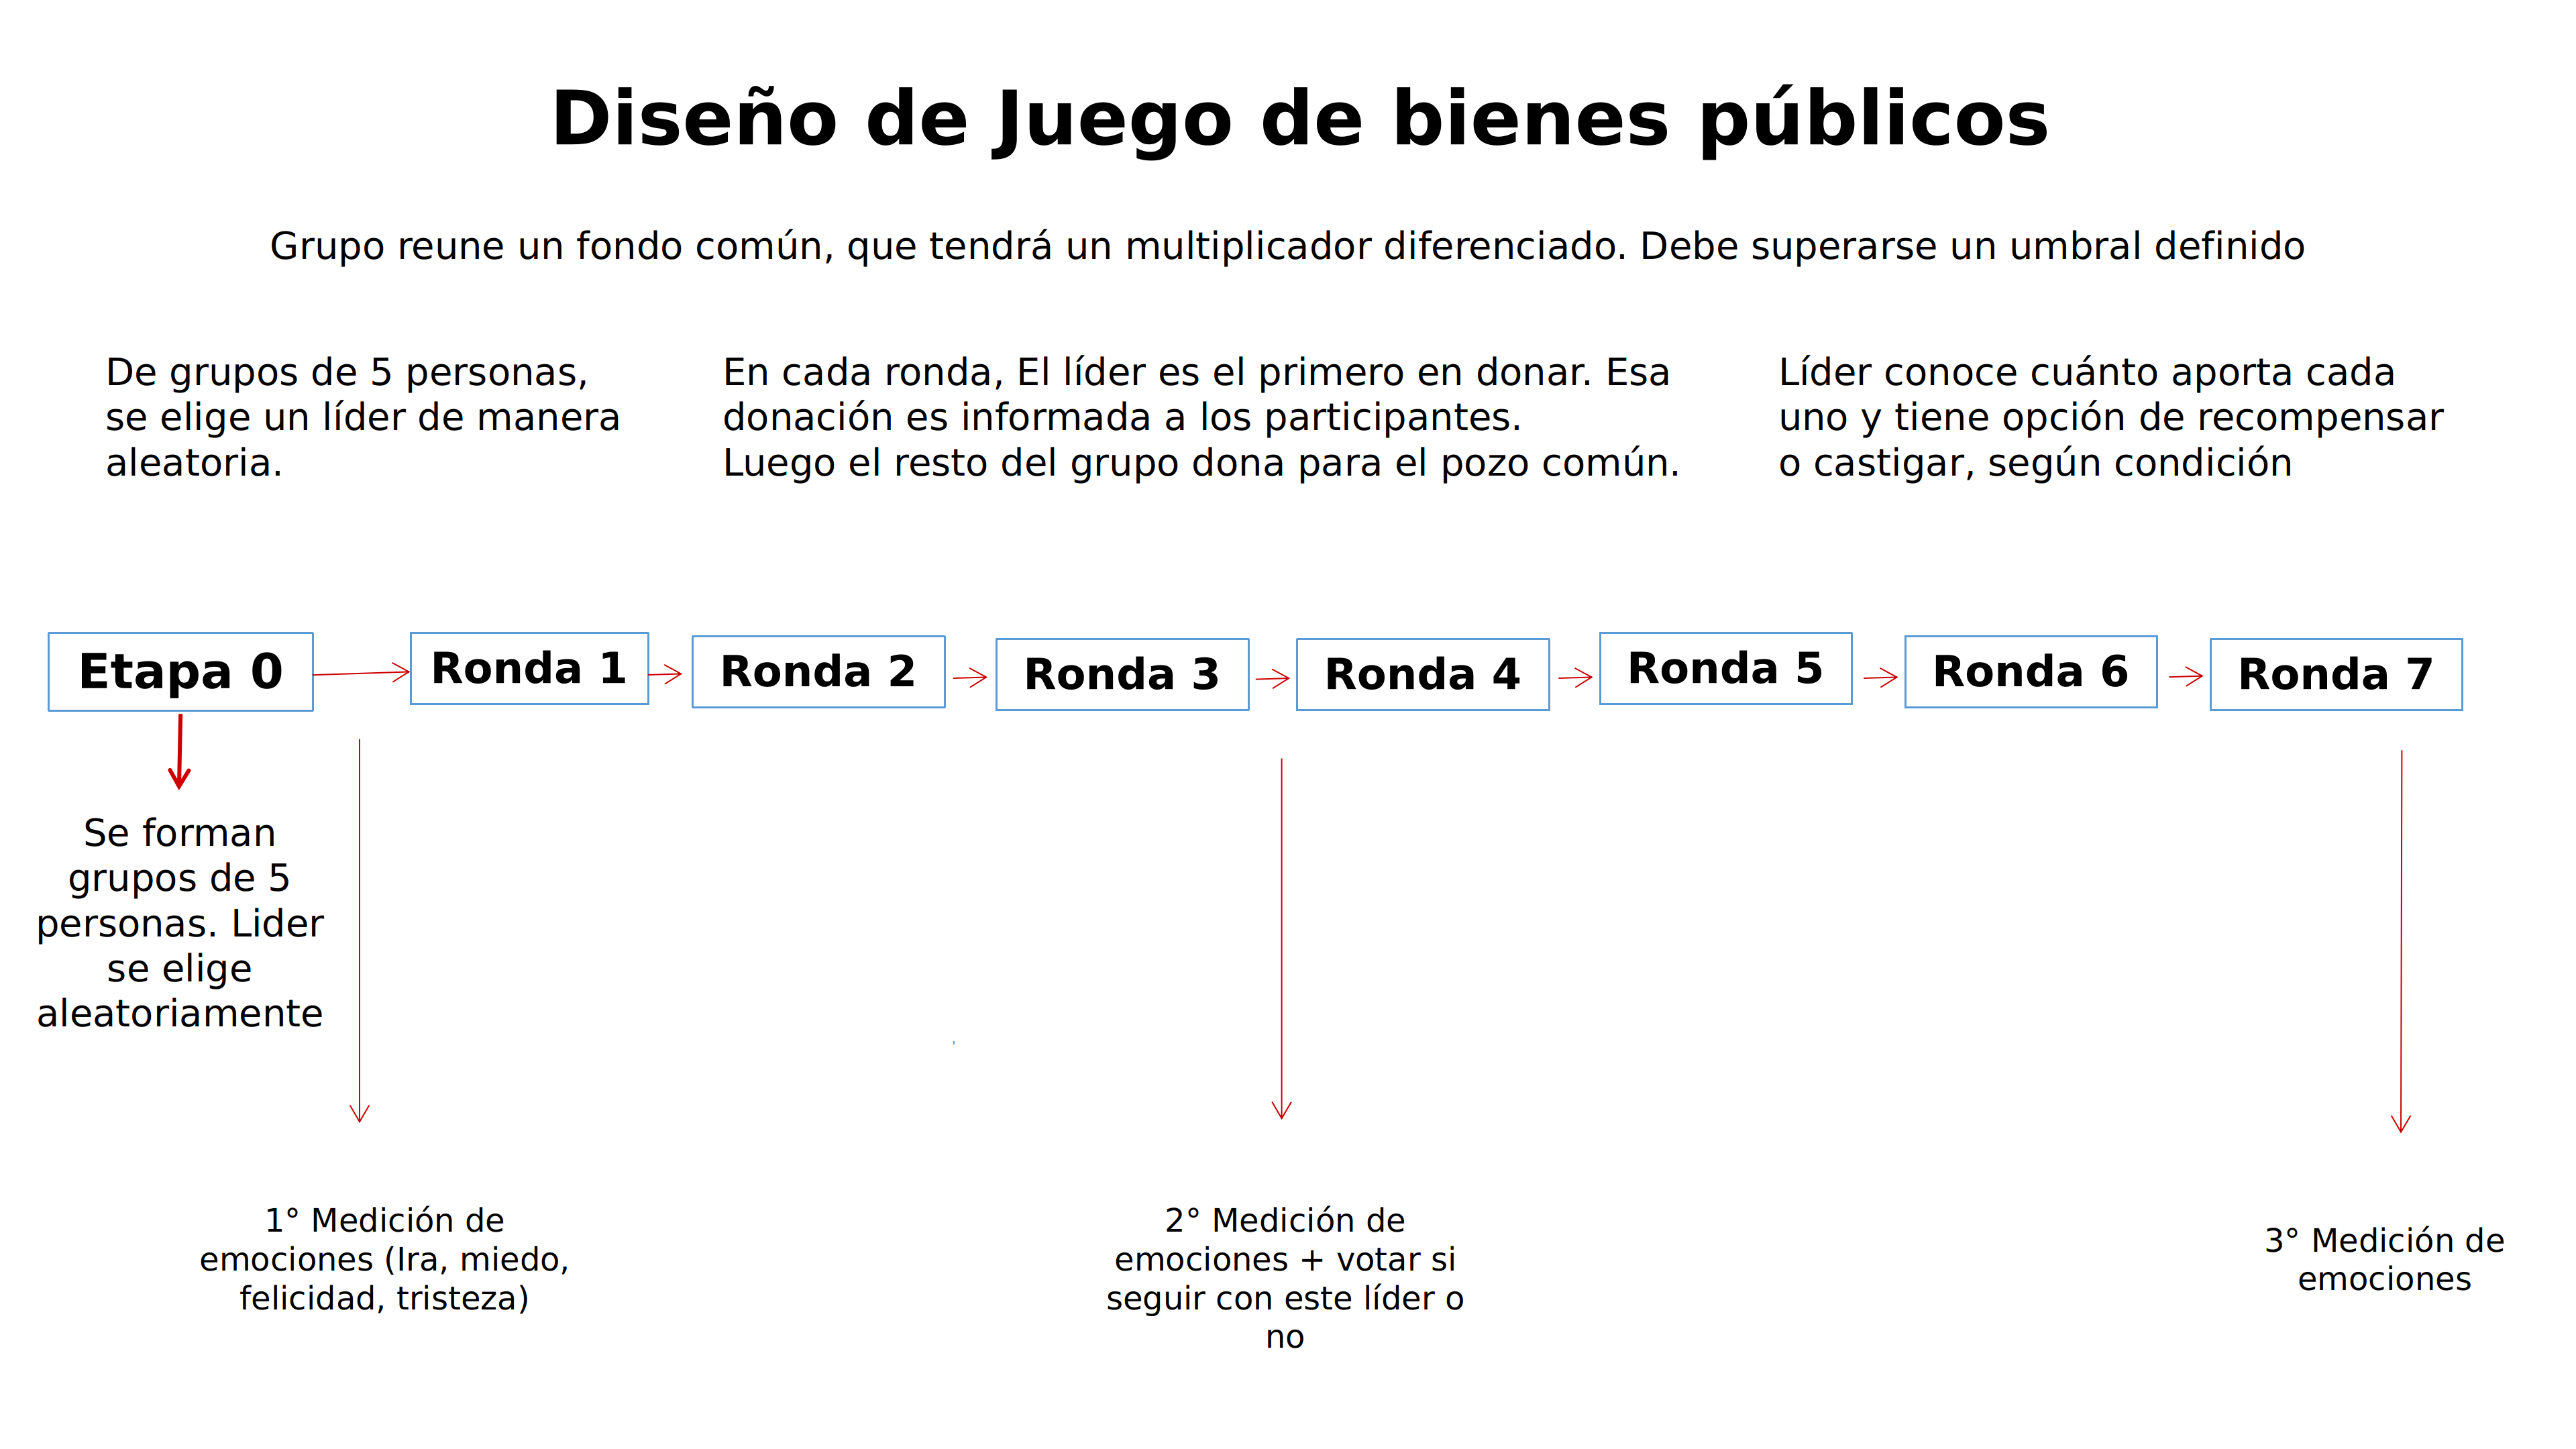 Diseño de Juego de bienes públicos
Grupo reune un fondo común, que tendrá un multiplicador diferenciado. Debe superarse un umbral definido
De grupos de 5 personas,
se elige un líder de manera
aleatoria.
En cada ronda, El líder es el primero en donar. Esa
donación es informada a los participantes.
Luego el resto del grupo dona para el pozo común.
Líder conoce cuánto aporta cada
uno y tiene opción de recompensar
o castigar, según condición
Etapa 0
Ronda 1
Ronda 2
Ronda 3
Ronda 4
Ronda 5
Ronda 6
Ronda 7
Se forman
grupos de 5
personas. Lider
se elige
aleatoriamente
1° Medición de
emociones (Ira, miedo,
felicidad, tristeza)
2° Medición de
emociones + votar si
seguir con este líder o
no
3° Medición de
emociones